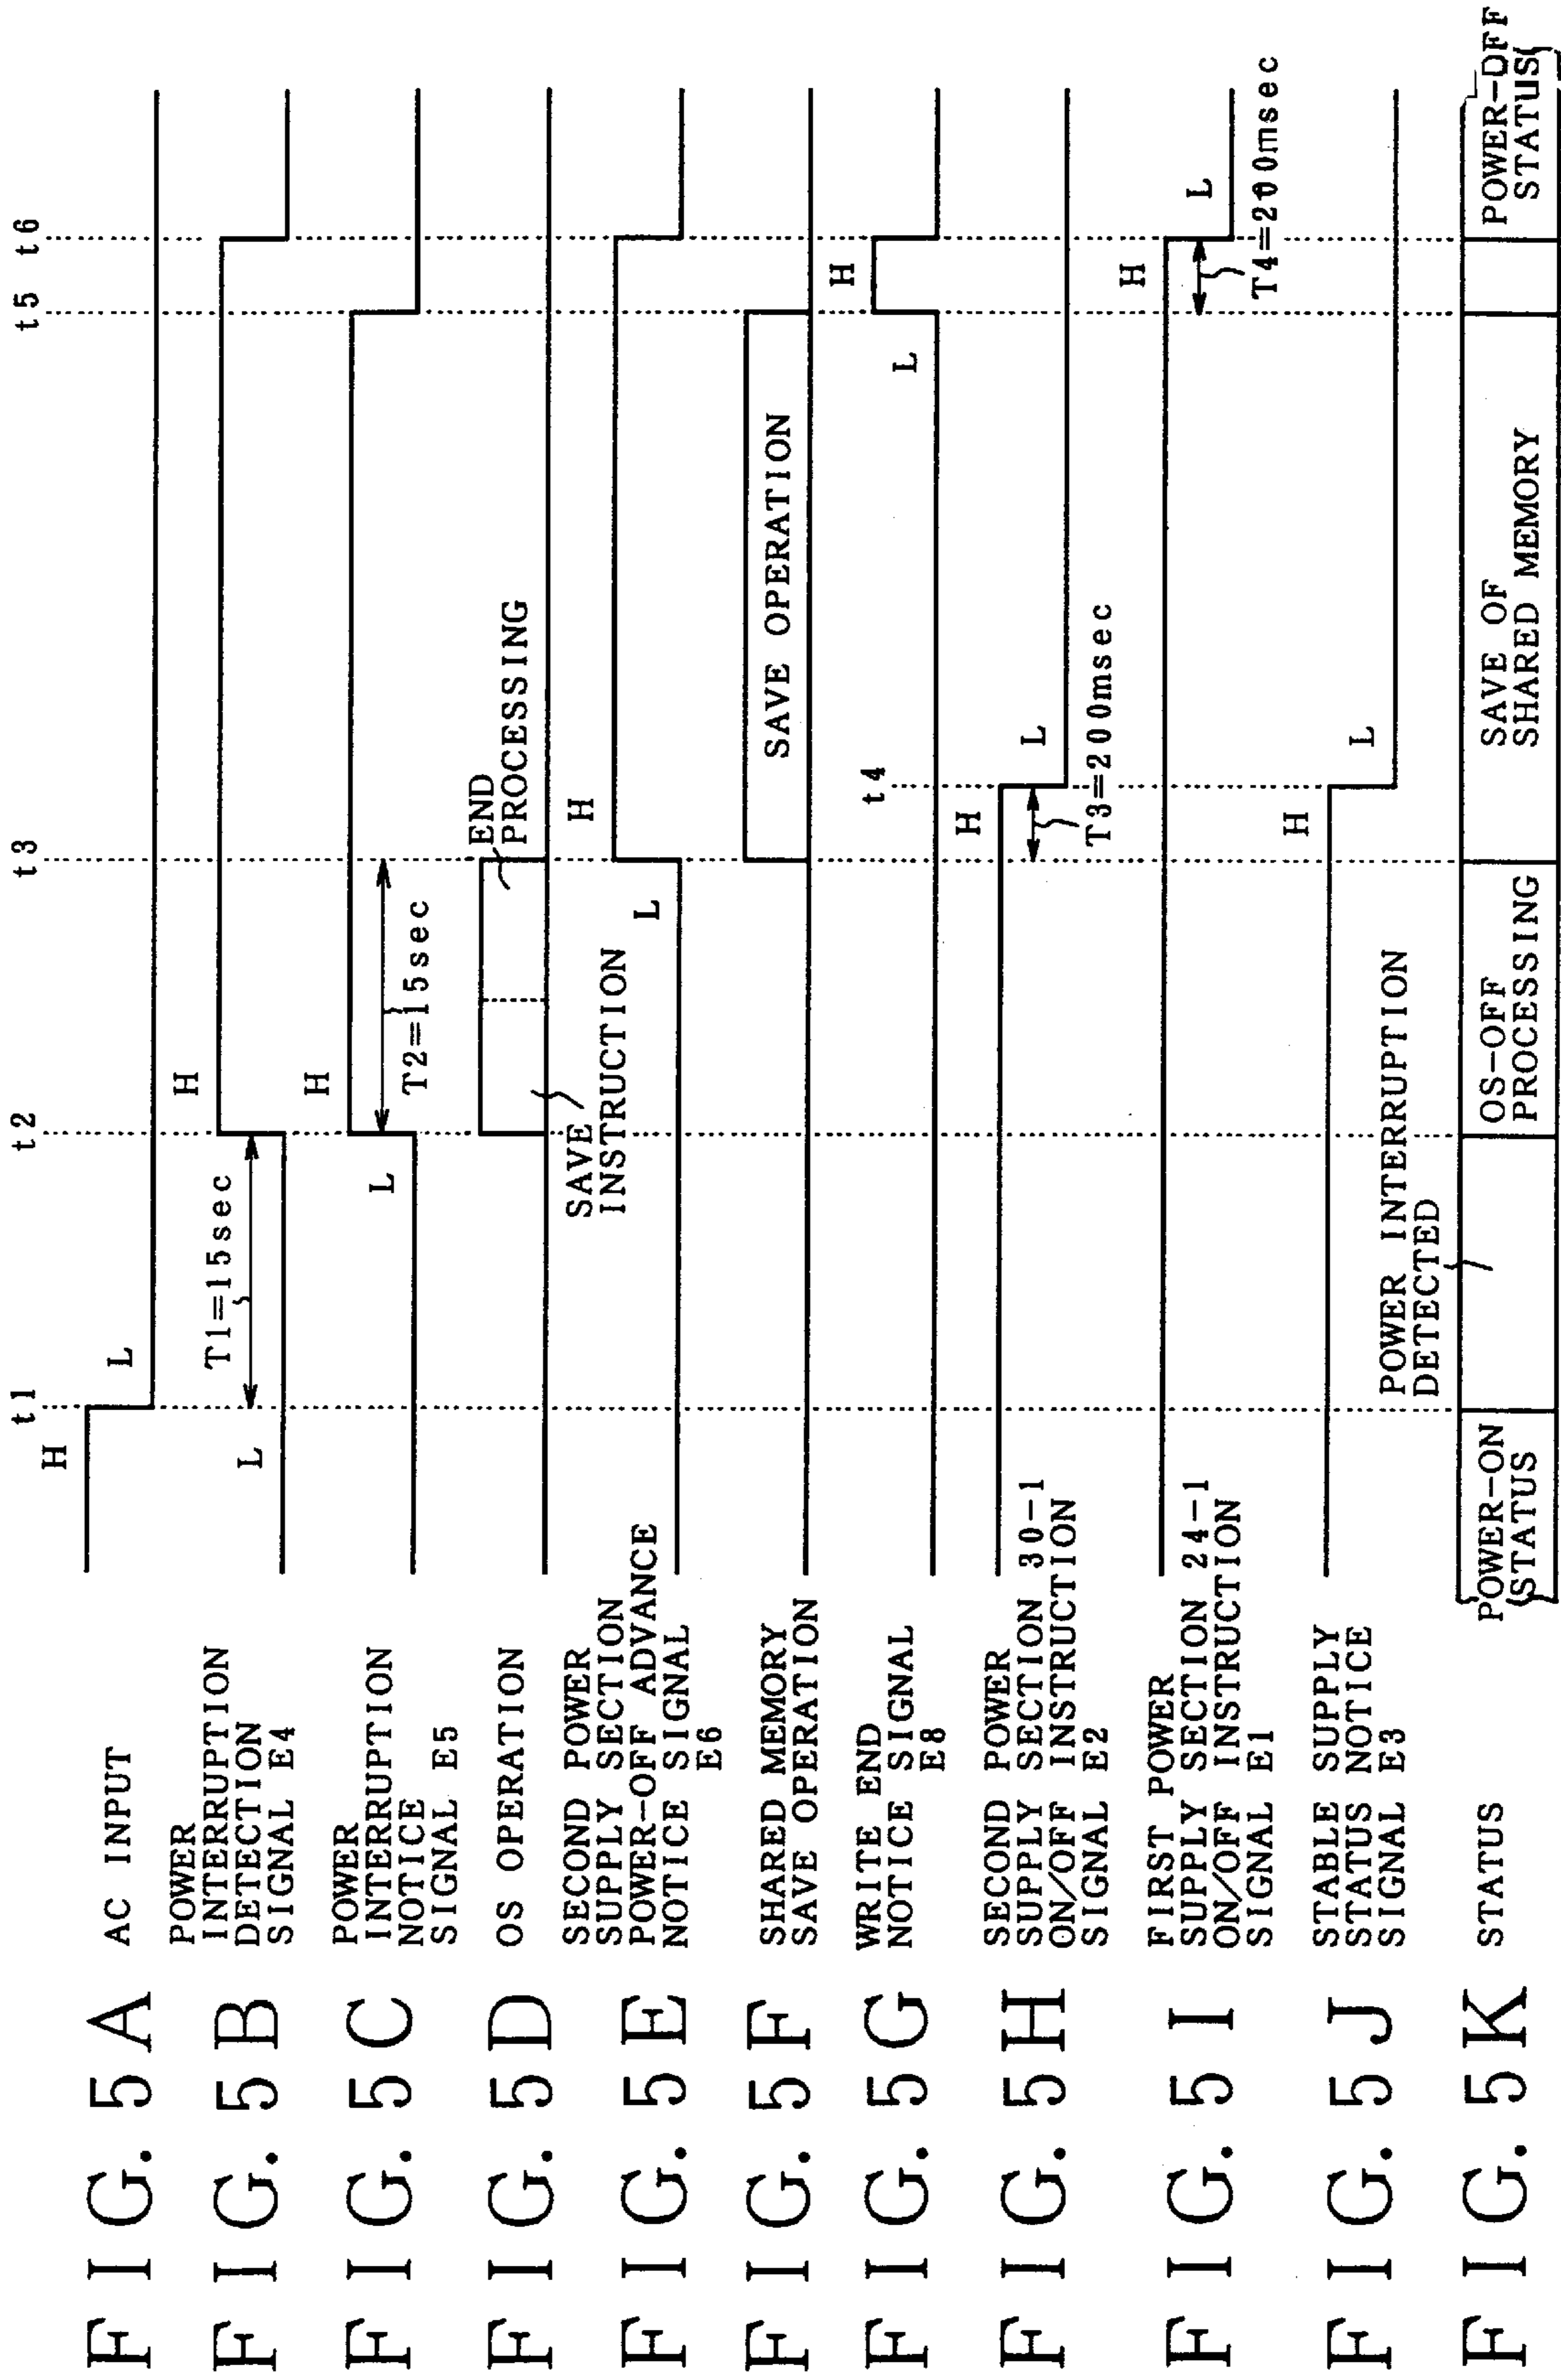 t1
t2
t3
t5
t6
FIG. 5A
AC INPUT
H
L
FIG. 5B
POWER
INTERRUPTION
DETECTION
SIGNAL E4
L
T1=15sec
H
FIG. 5C
POWER
INTERRUPTION
NOTICE
SIGNAL E5
L
H
T2=15sec
FIG. 5D
OS OPERATION
SAVE
INSTRUCTION
END
PROCESSING
FIG. 5E
SECOND POWER
SUPPLY SECTION
POWER-OFF ADVANCE
NOTICE SIGNAL
E6
L
H
FIG. 5F
SHARED MEMORY
SAVE OPERATION
SAVE OPERATION
FIG. 5G
WRITE END
NOTICE SIGNAL
E8
t4
L
H
FIG. 5H
SECOND POWER
SUPPLY SECTION 30-1
ON/OFF INSTRUCTION
SIGNAL E2
H
L
T3=200msec
FIG. 5I
FIRST POWER
SUPPLY SECTION 24-1
ON/OFF INSTRUCTION
SIGNAL E1
H
L
T4=200msec
FIG. 5J
STABLE SUPPLY
STATUS NOTICE
SIGNAL E3
H
L
POWER INTERRUPTION
DETECTED
FIG. 5K
STATUS
POWER-ON
STATUS
OS-OFF
PROCESSING
SAVE OF
SHARED MEMORY
POWER-OFF
STATUS